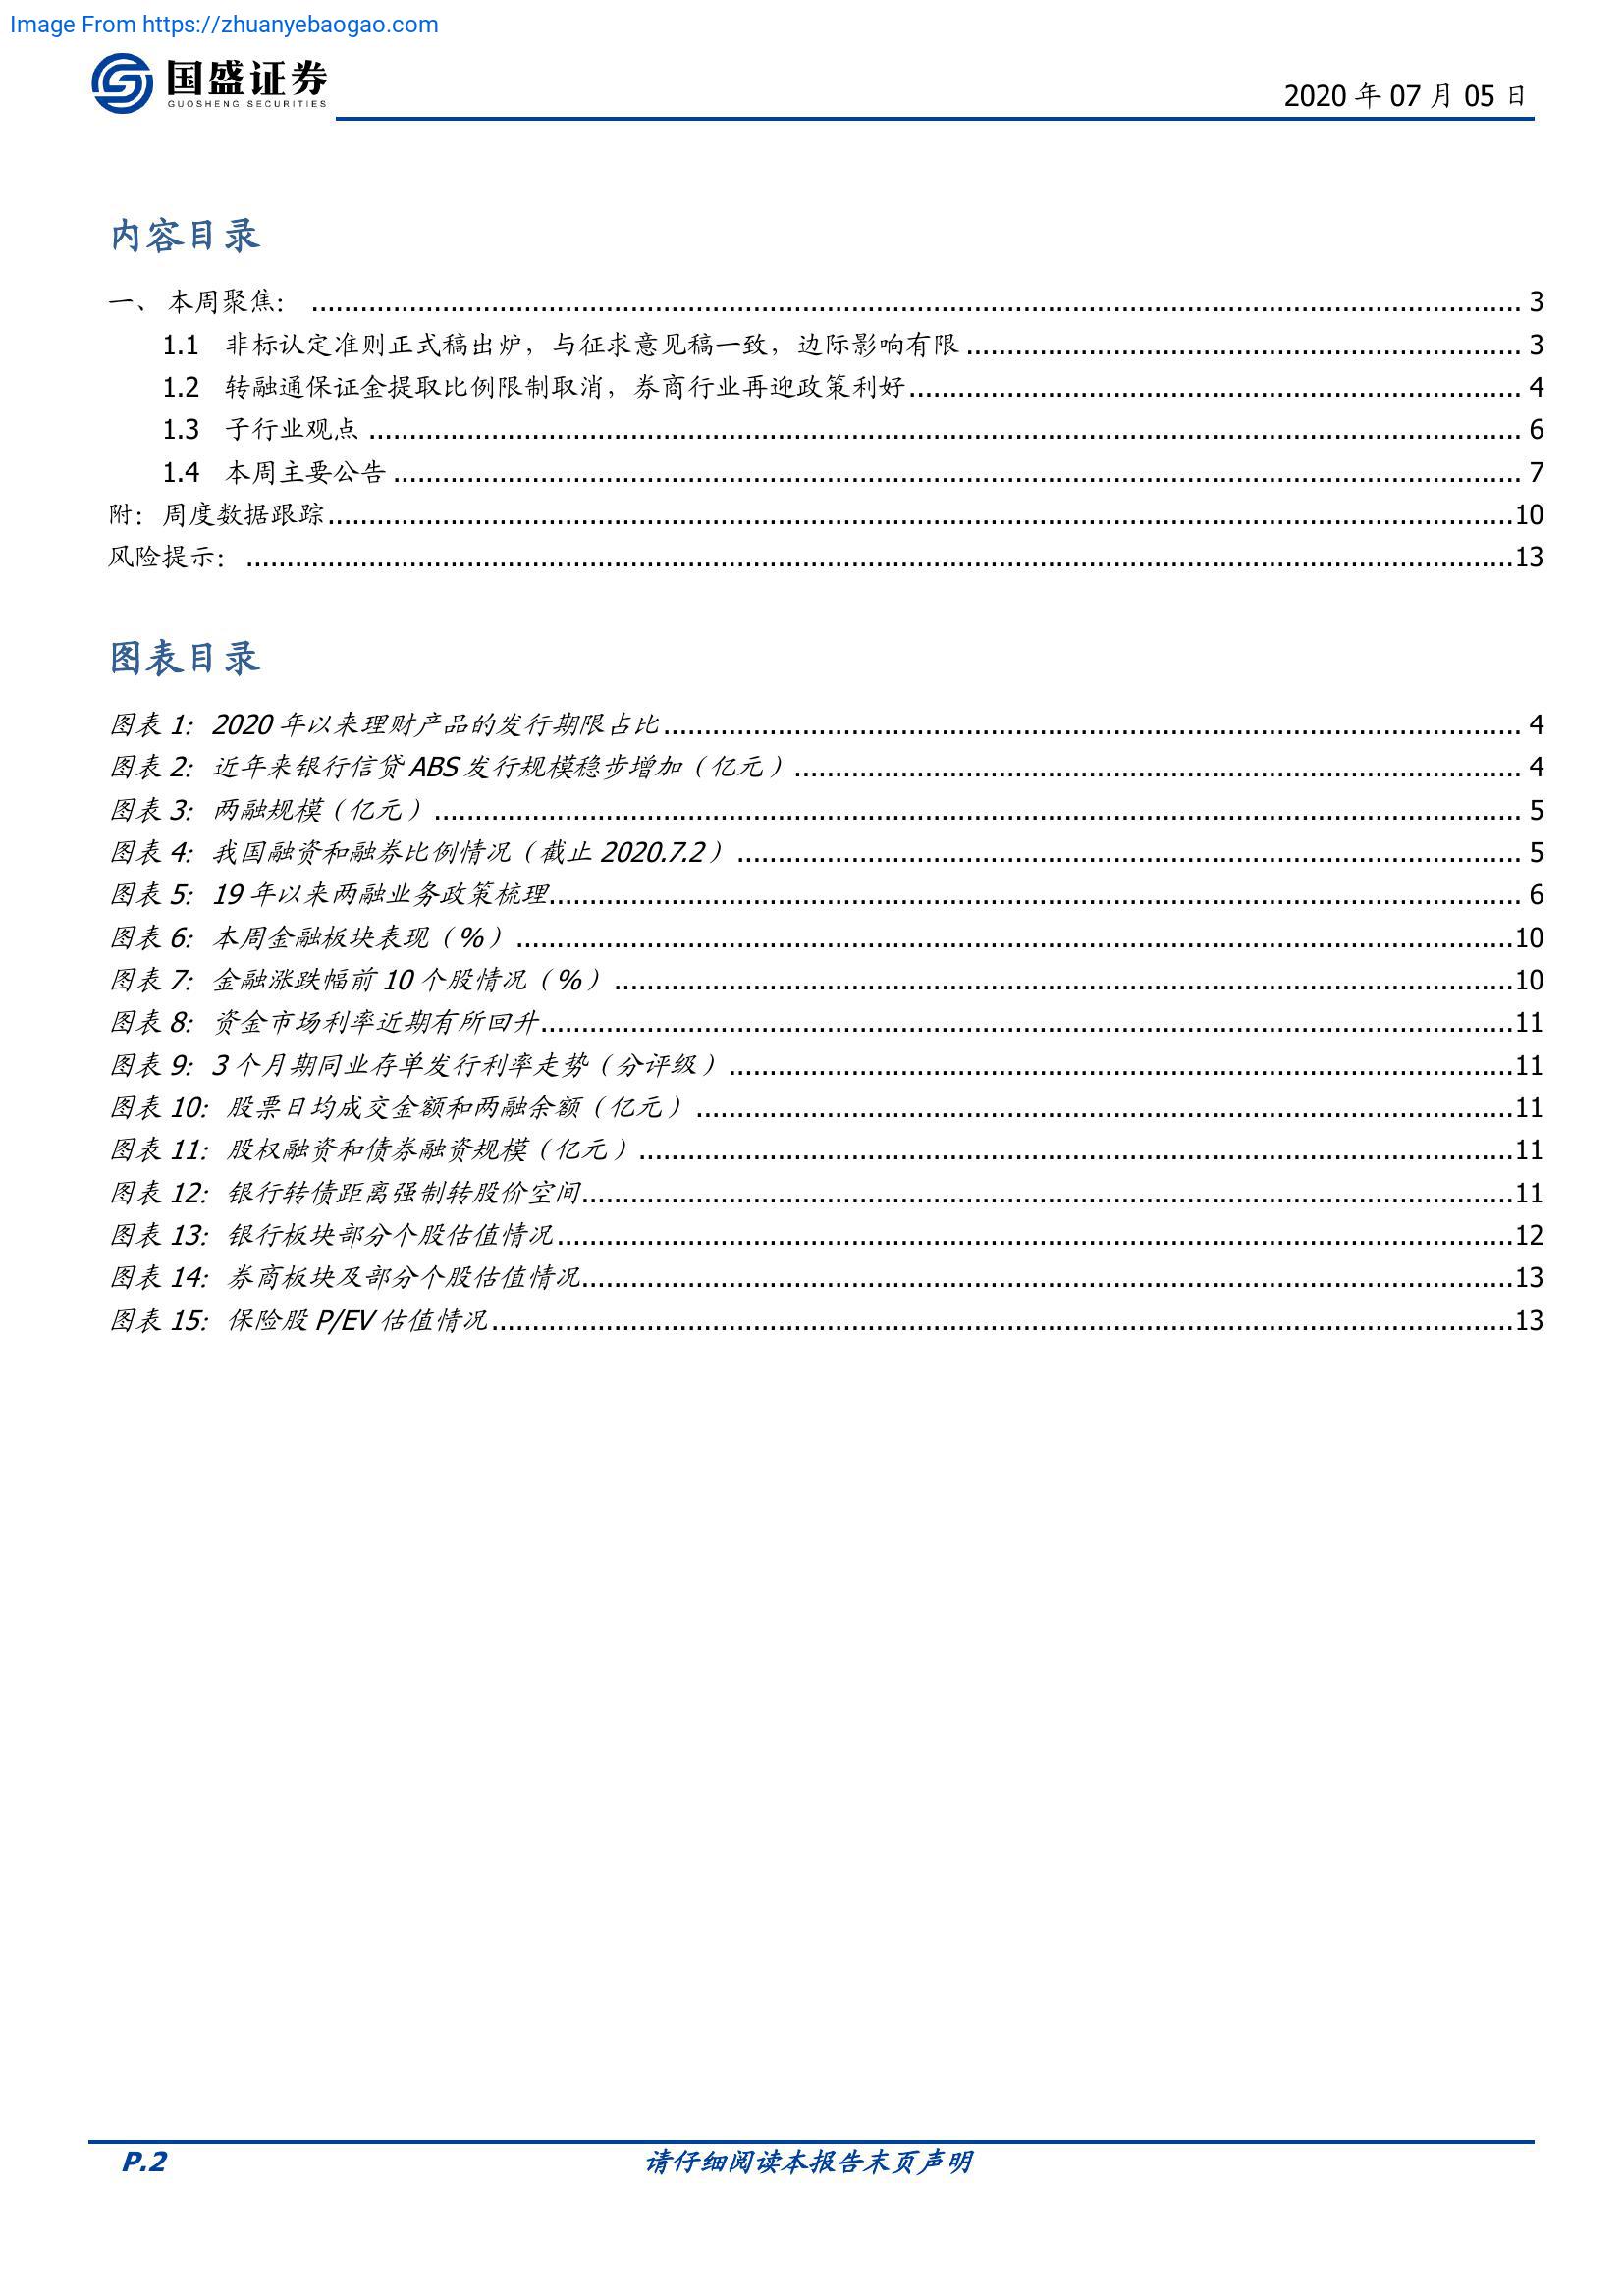 Image From https://zhuanyebaogao.com
国盛证券
GUOSHENG SECURITIES
2020 年 07 月 05 日
内容目录
一、 本周聚焦： 3
1.1 非标认定准则正式稿出炉，与征求意见稿一致，边际影响有限 3
1.2 转融通保证金提取比例限制取消，券商行业再迎政策利好 4
1.3 子行业观点 6
1.4 本周主要公告 7
附：周度数据跟踪 10
风险提示： 13
图表目录
图表 1：2020 年以来理财产品的发行期限占比 4
图表 2：近年来银行信贷 ABS 发行规模稳步增加（亿元） 4
图表 3：两融规模（亿元） 5
图表 4：我国融资和融券比例情况（截止 2020.7.2） 5
图表 5：19 年以来两融业务政策梳理 6
图表 6：本周金融板块表现（%） 10
图表 7：金融涨跌幅前 10 个股情况（%） 10
图表 8：资金市场利率近期有所回升 11
图表 9：3 个月期同业存单发行利率走势（分评级） 11
图表 10：股票日均成交金额和两融余额（亿元） 11
图表 11：股权融资和债券融资规模（亿元） 11
图表 12：银行转债距离强制转股价空间 11
图表 13：银行板块部分个股估值情况 12
图表 14：券商板块及部分个股估值情况 13
图表 15：保险股 P/EV 估值情况 13
P.2
请仔细阅读本报告末页声明